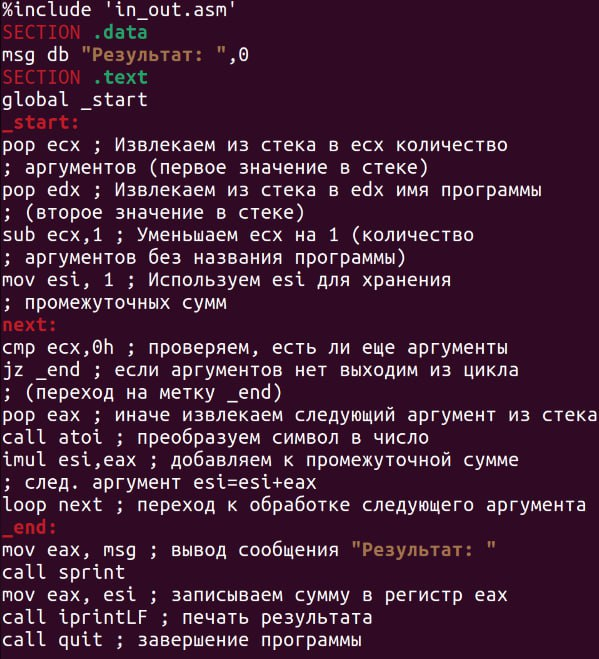 %include 'in_out.asm'
SECTION .data
msg db "Результат: ",0
SECTION .text
global _start
_start:
pop ecx ; Извлекаем из стека в ecx количество
; аргументов (первое значение в стеке)
pop edx ; Извлекаем из стека в edx имя программы
; (второе значение в стеке)
sub ecx,1 ; Уменьшаем ecx на 1 (количество
; аргументов без названия программы)
mov esi, 1 ; Используем esi для хранения
; промежуточных сумм
next:
cmp ecx,0h ; проверяем, есть ли еще аргументы
jz _end ; если аргументов нет выходим из цикла
; (переход на метку _end)
pop eax ; иначе извлекаем следующий аргумент из стека
call atoi ; преобразуем символ в число
imul esi,eax ; добавляем к промежуточной сумме
; след. аргумент esi=esi+eax
loop next ; переход к обработке следующего аргумента
_end:
mov eax, msg ; вывод сообщения "Результат: "
call sprint
mov eax, esi ; записываем сумму в регистр eax
call iprintLF ; печать результата
call quit ; завершение программы